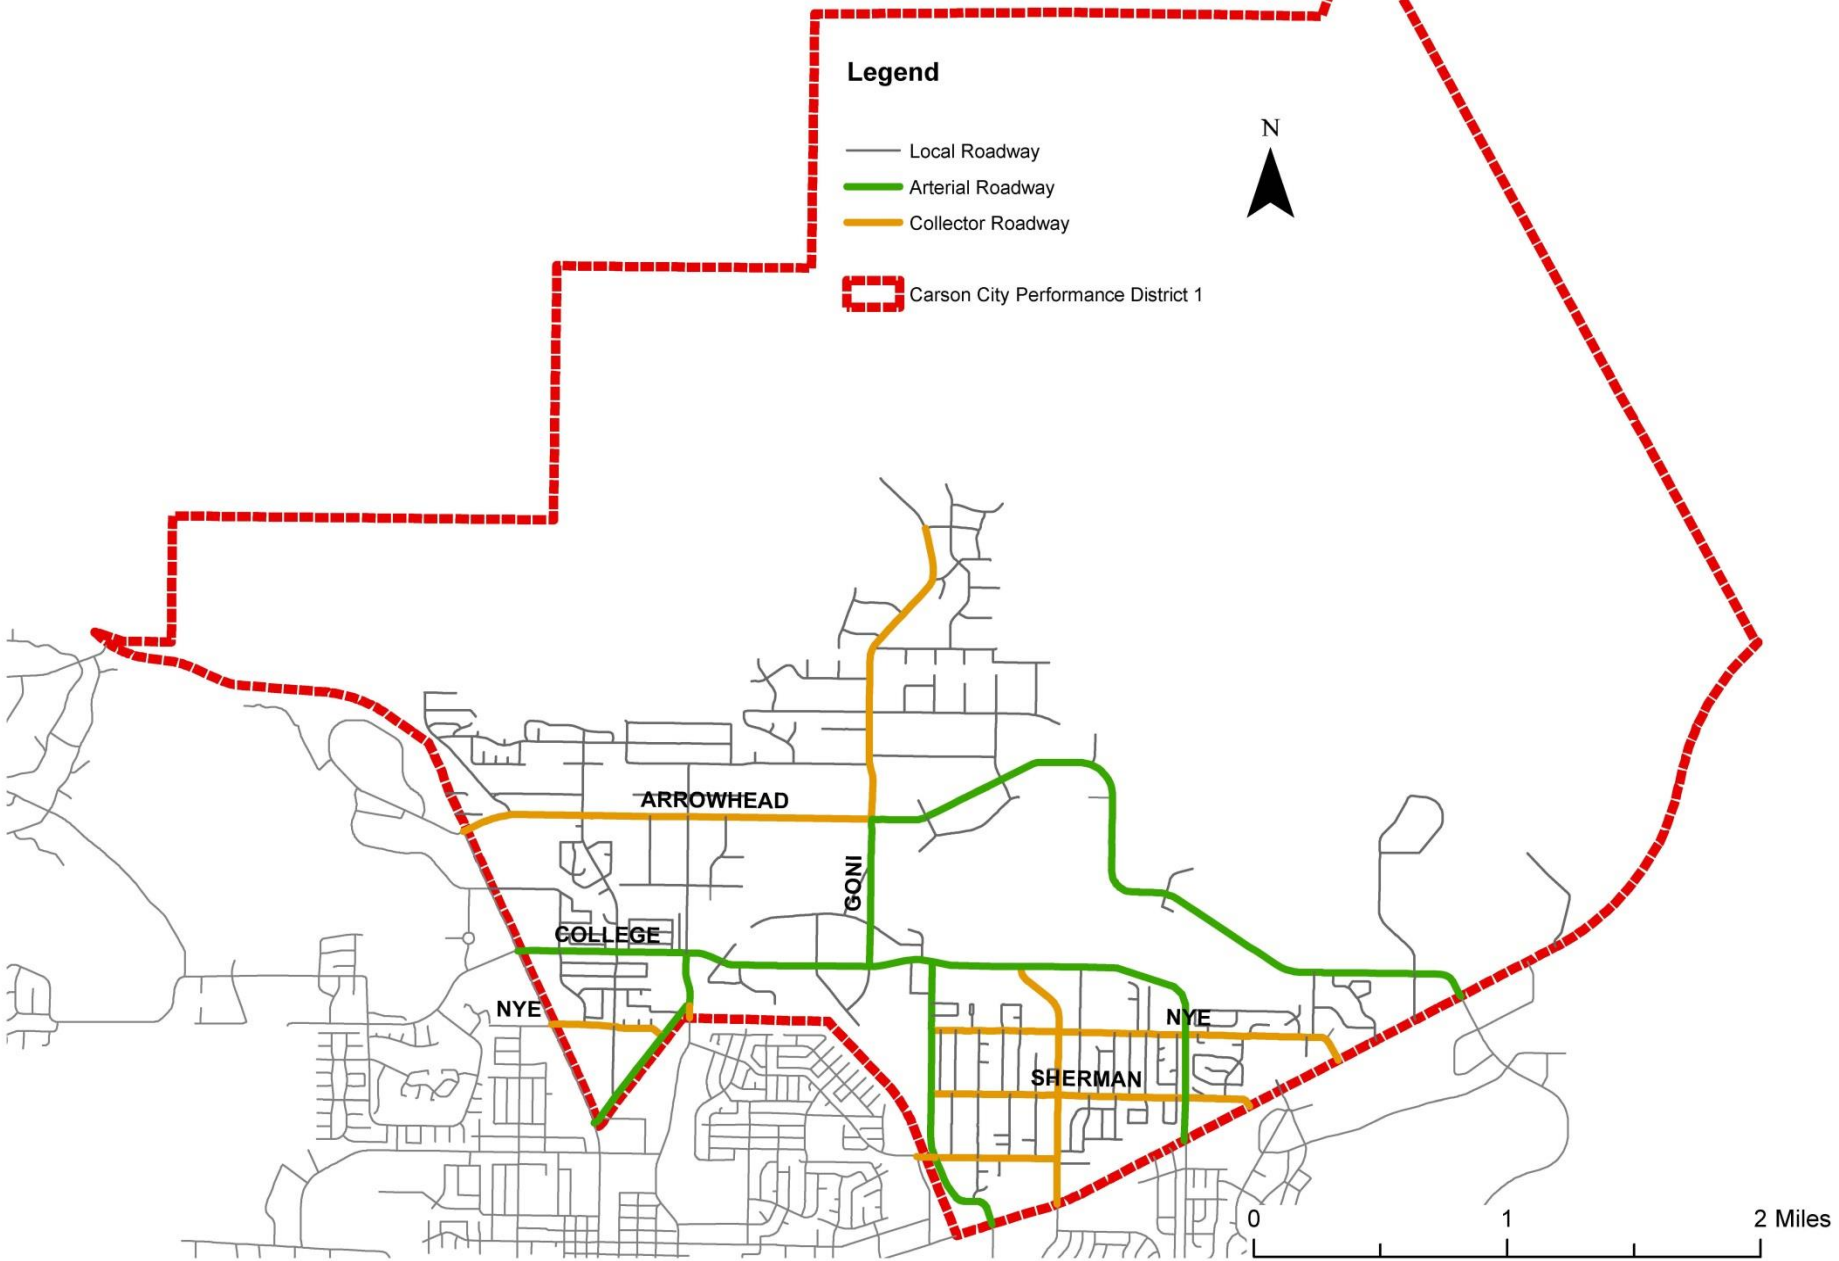 Legend
N
Local Roadway
Arterial Roadway
Collector Roadway
Carson City Performance District 1
ARROWHEAD
GONI
COLLEGE
NYE
NYE
SHERMAN
0 1 2 Miles